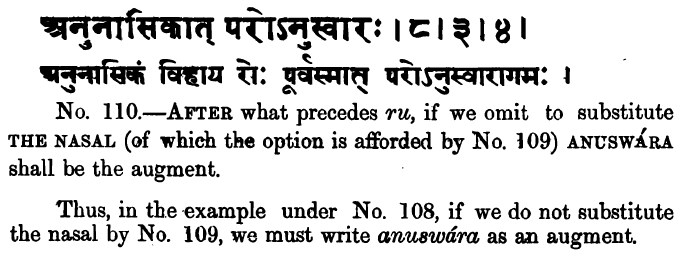 अनुनासिकात् परोऽनुस्वारः । ८ । ३ । ४ ।
अनुनासिकं विहाय रोः पूर्वस्मात् परोऽनुस्वारागमः ।
No. 110.—AFTER what precedes ru, if we omit to substitute
THE NASAL (of which the option is afforded by No. 109) ANUSWÁRA
shall be the augment.
Thus, in the example under No. 108, if we do not substitute
the nasal by No. 109, we must write anuswára as an augment.